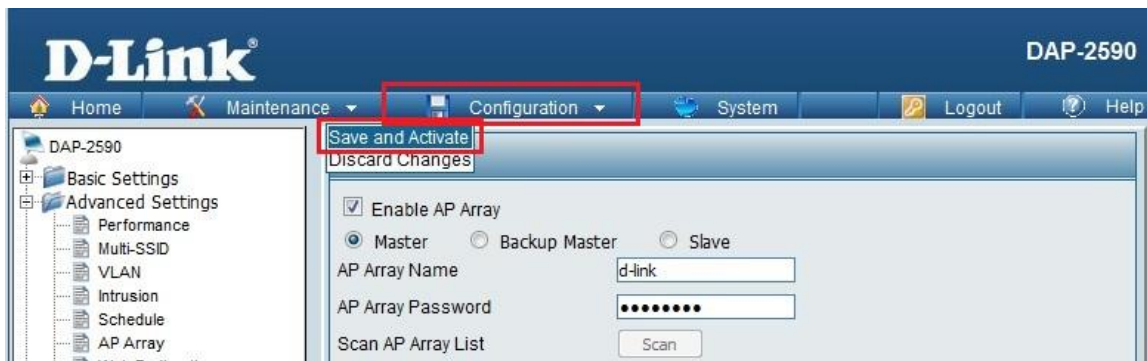 D-Link®
DAP-2590
Home Maintenance Configuration System Logout Help
Save and Activate
Discard Changes
DAP-2590
Basic Settings
Advanced Settings
Performance
Multi-SSID
VLAN
Intrusion
Schedule
AP Array
Enable AP Array
Master Backup Master Slave
AP Array Name d-link
AP Array Password ••••••••
Scan AP Array List Scan